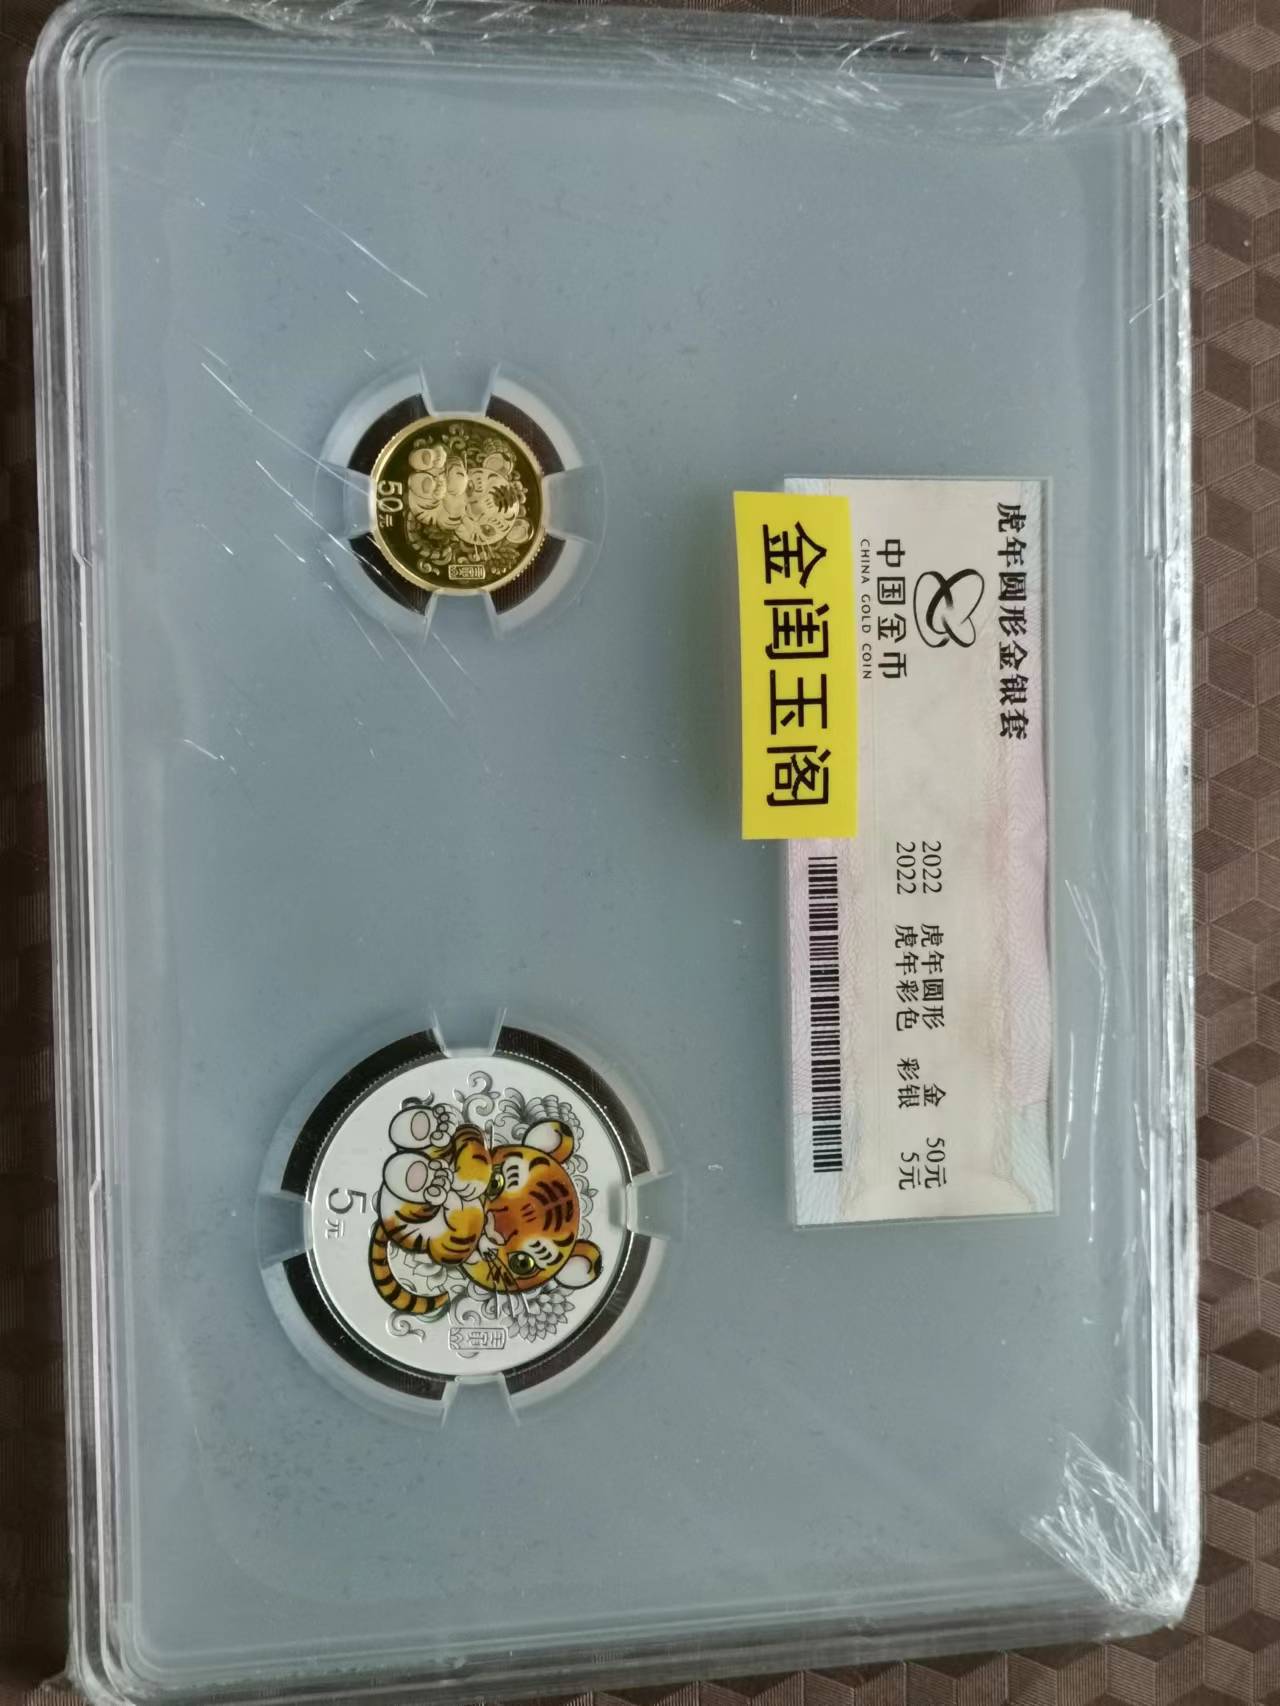 虎年圆形金银套
中国金币
CHINA GOLD COIN
2022 虎年圆形 金 50元
2022 虎年彩色 彩银 5元
金闺玉阁
50元
5元